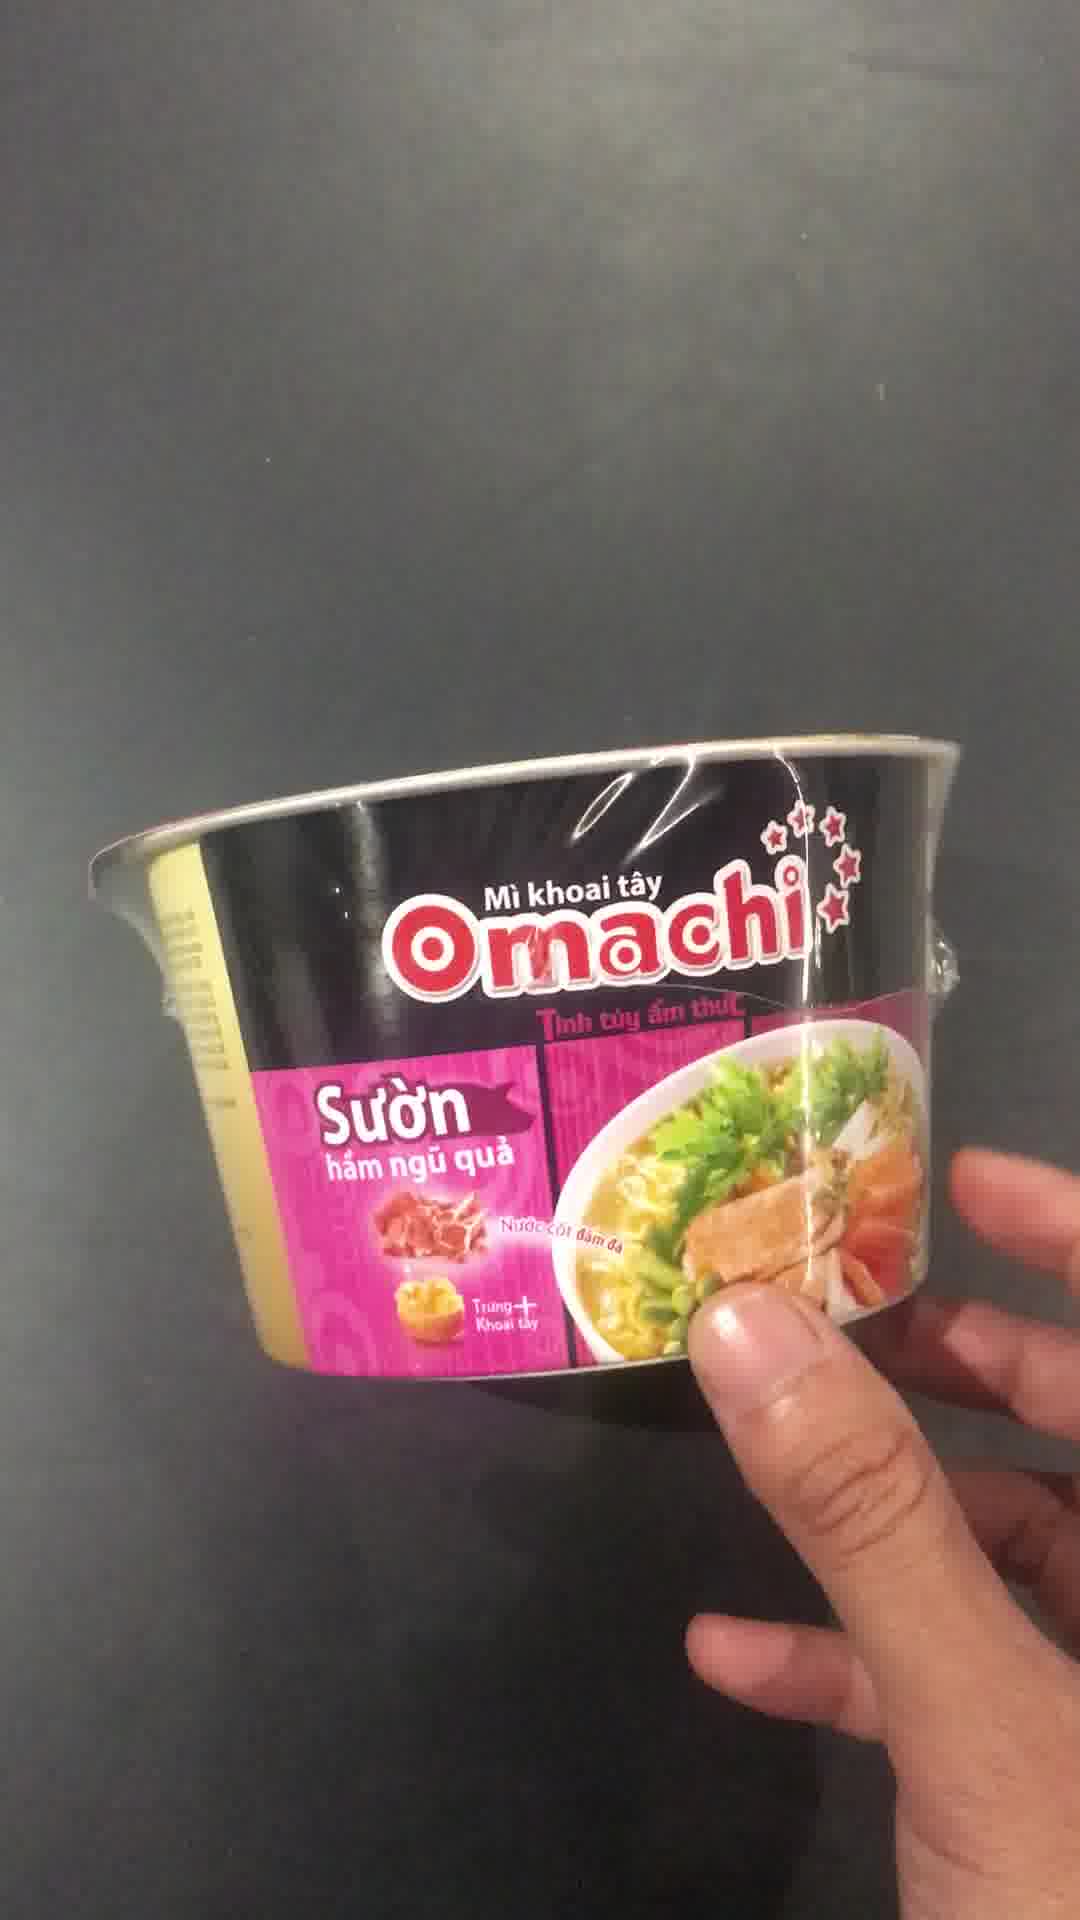 Mì khoai tây
Omachi
Tinh túy ẩm thực
Sườn
hầm ngũ quả
Nước cốt đậm đà
Trứng+
Khoai tây